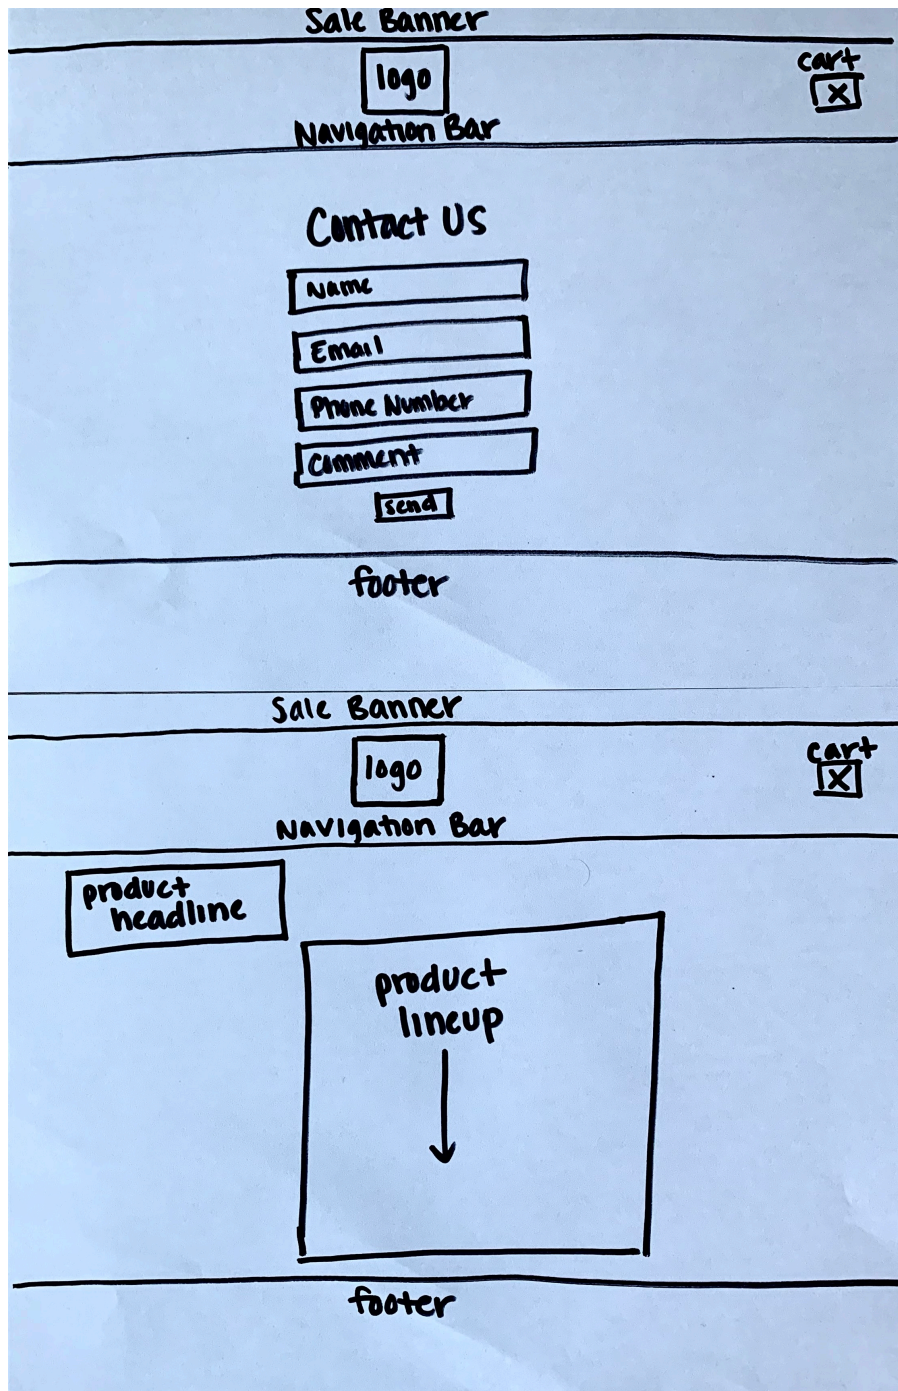 Sale Banner
logo
cart
X
Navigation Bar
Contact Us
Name
Email
Phone Number
Comment
send
footer
Sale Banner
logo
cart
X
Navigation Bar
product
headline
product
lineup
footer